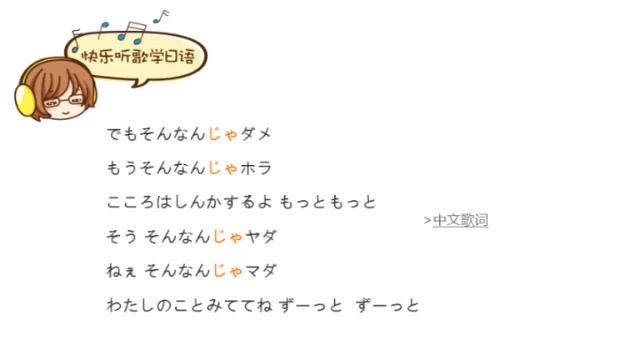 快乐听歌学日语
でもそんなんじゃダメ
もうそんなんじゃホラ
こころはしんかするよ もっともっと
>中文歌词
そう そんなんじゃヤダ
ねぇ そんなんじゃマダ
わたしのことみててね ずーっと ずーっと